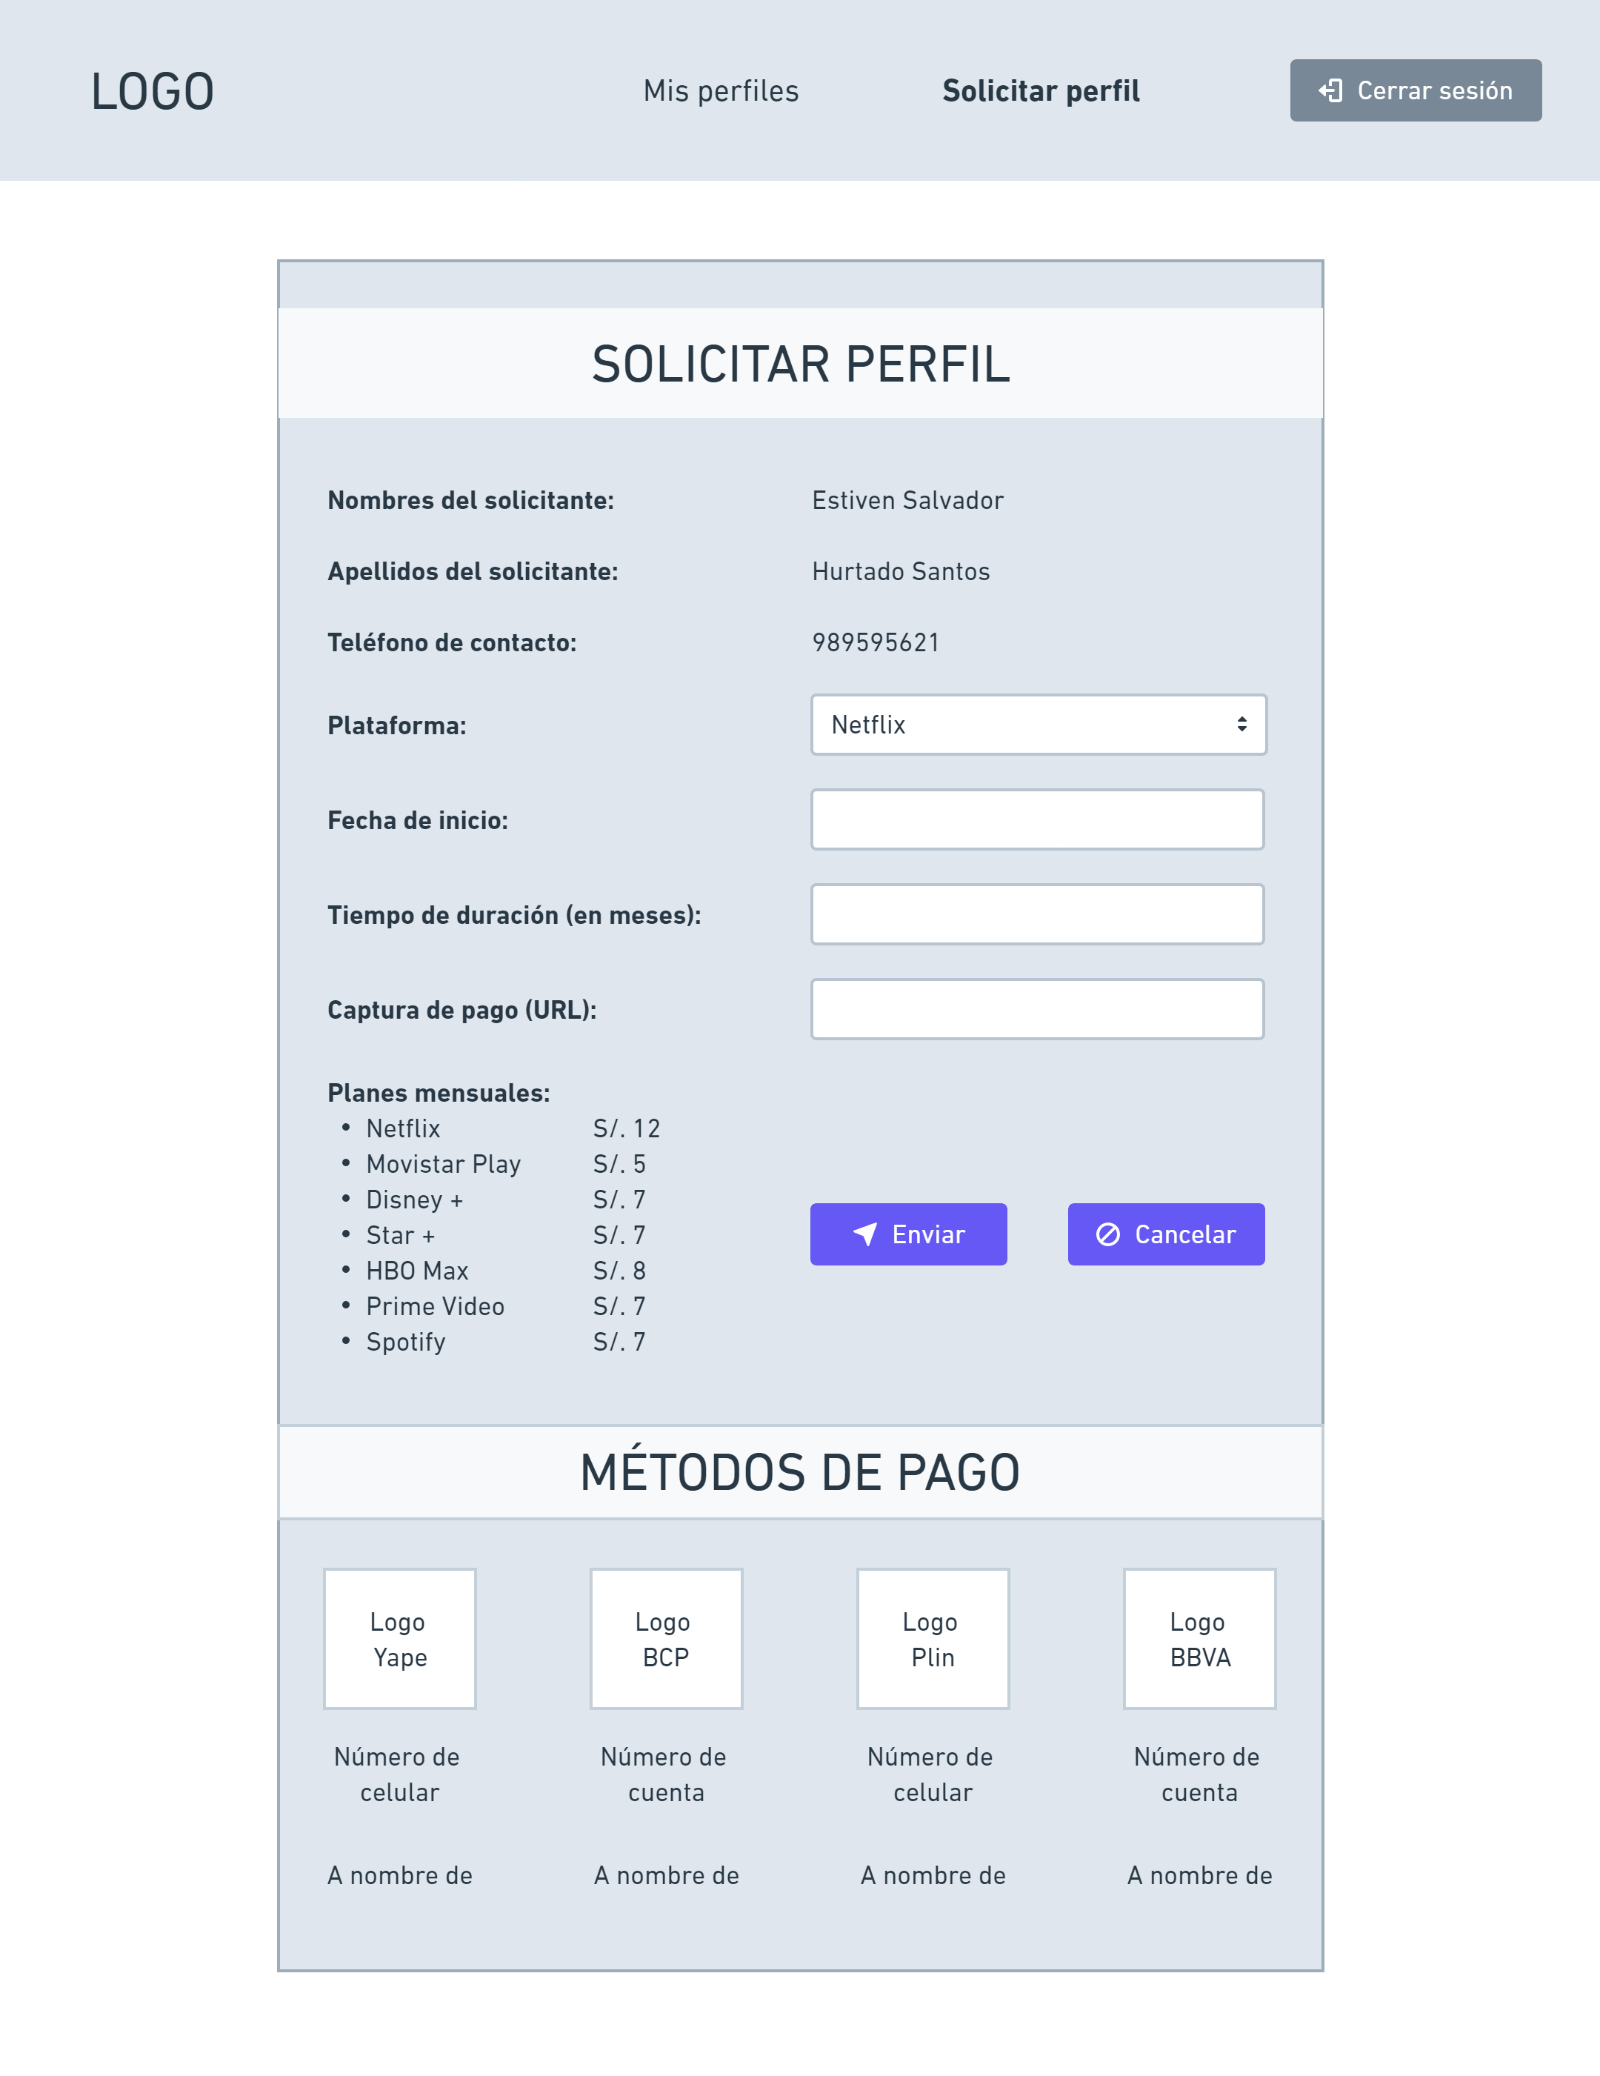 LOGO
Mis perfiles
Solicitar perfil
Cerrar sesión
SOLICITAR PERFIL
Nombres del solicitante: Estiven Salvador
Apellidos del solicitante: Hurtado Santos
Teléfono de contacto: 989595621
Plataforma: Netflix
Fecha de inicio:
Tiempo de duración (en meses):
Captura de pago (URL):
Planes mensuales:
• Netflix S/. 12
• Movistar Play S/. 5
• Disney + S/. 7
• Star + S/. 7
• HBO Max S/. 8
• Prime Video S/. 7
• Spotify S/. 7
Enviar
Cancelar
MÉTODOS DE PAGO
Logo
Yape
Número de
celular
A nombre de
Logo
BCP
Número de
cuenta
A nombre de
Logo
Plin
Número de
celular
A nombre de
Logo
BBVA
Número de
cuenta
A nombre de